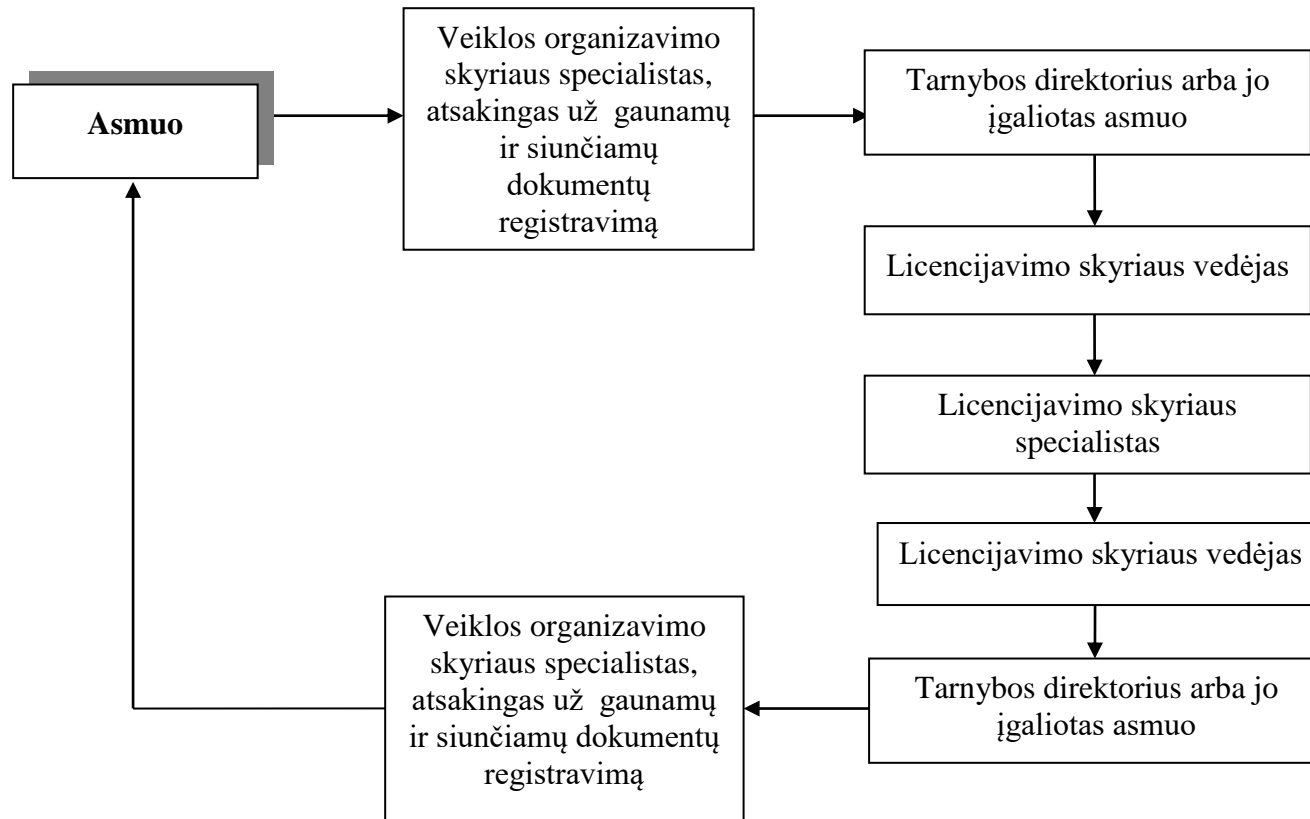 Asmuo
Veiklos organizavimo
skyriaus specialistas,
atsakingas už gaunamų
ir siunčiamų
dokumentų
registravimą
Tarnybos direktorius arba jo
įgaliotas asmuo
Licencijavimo skyriaus vedėjas
Licencijavimo skyriaus
specialistas
Licencijavimo skyriaus vedėjas
Tarnybos direktorius arba jo
įgaliotas asmuo
Veiklos organizavimo
skyriaus specialistas,
atsakingas už gaunamų
ir siunčiamų dokumentų
registravimą